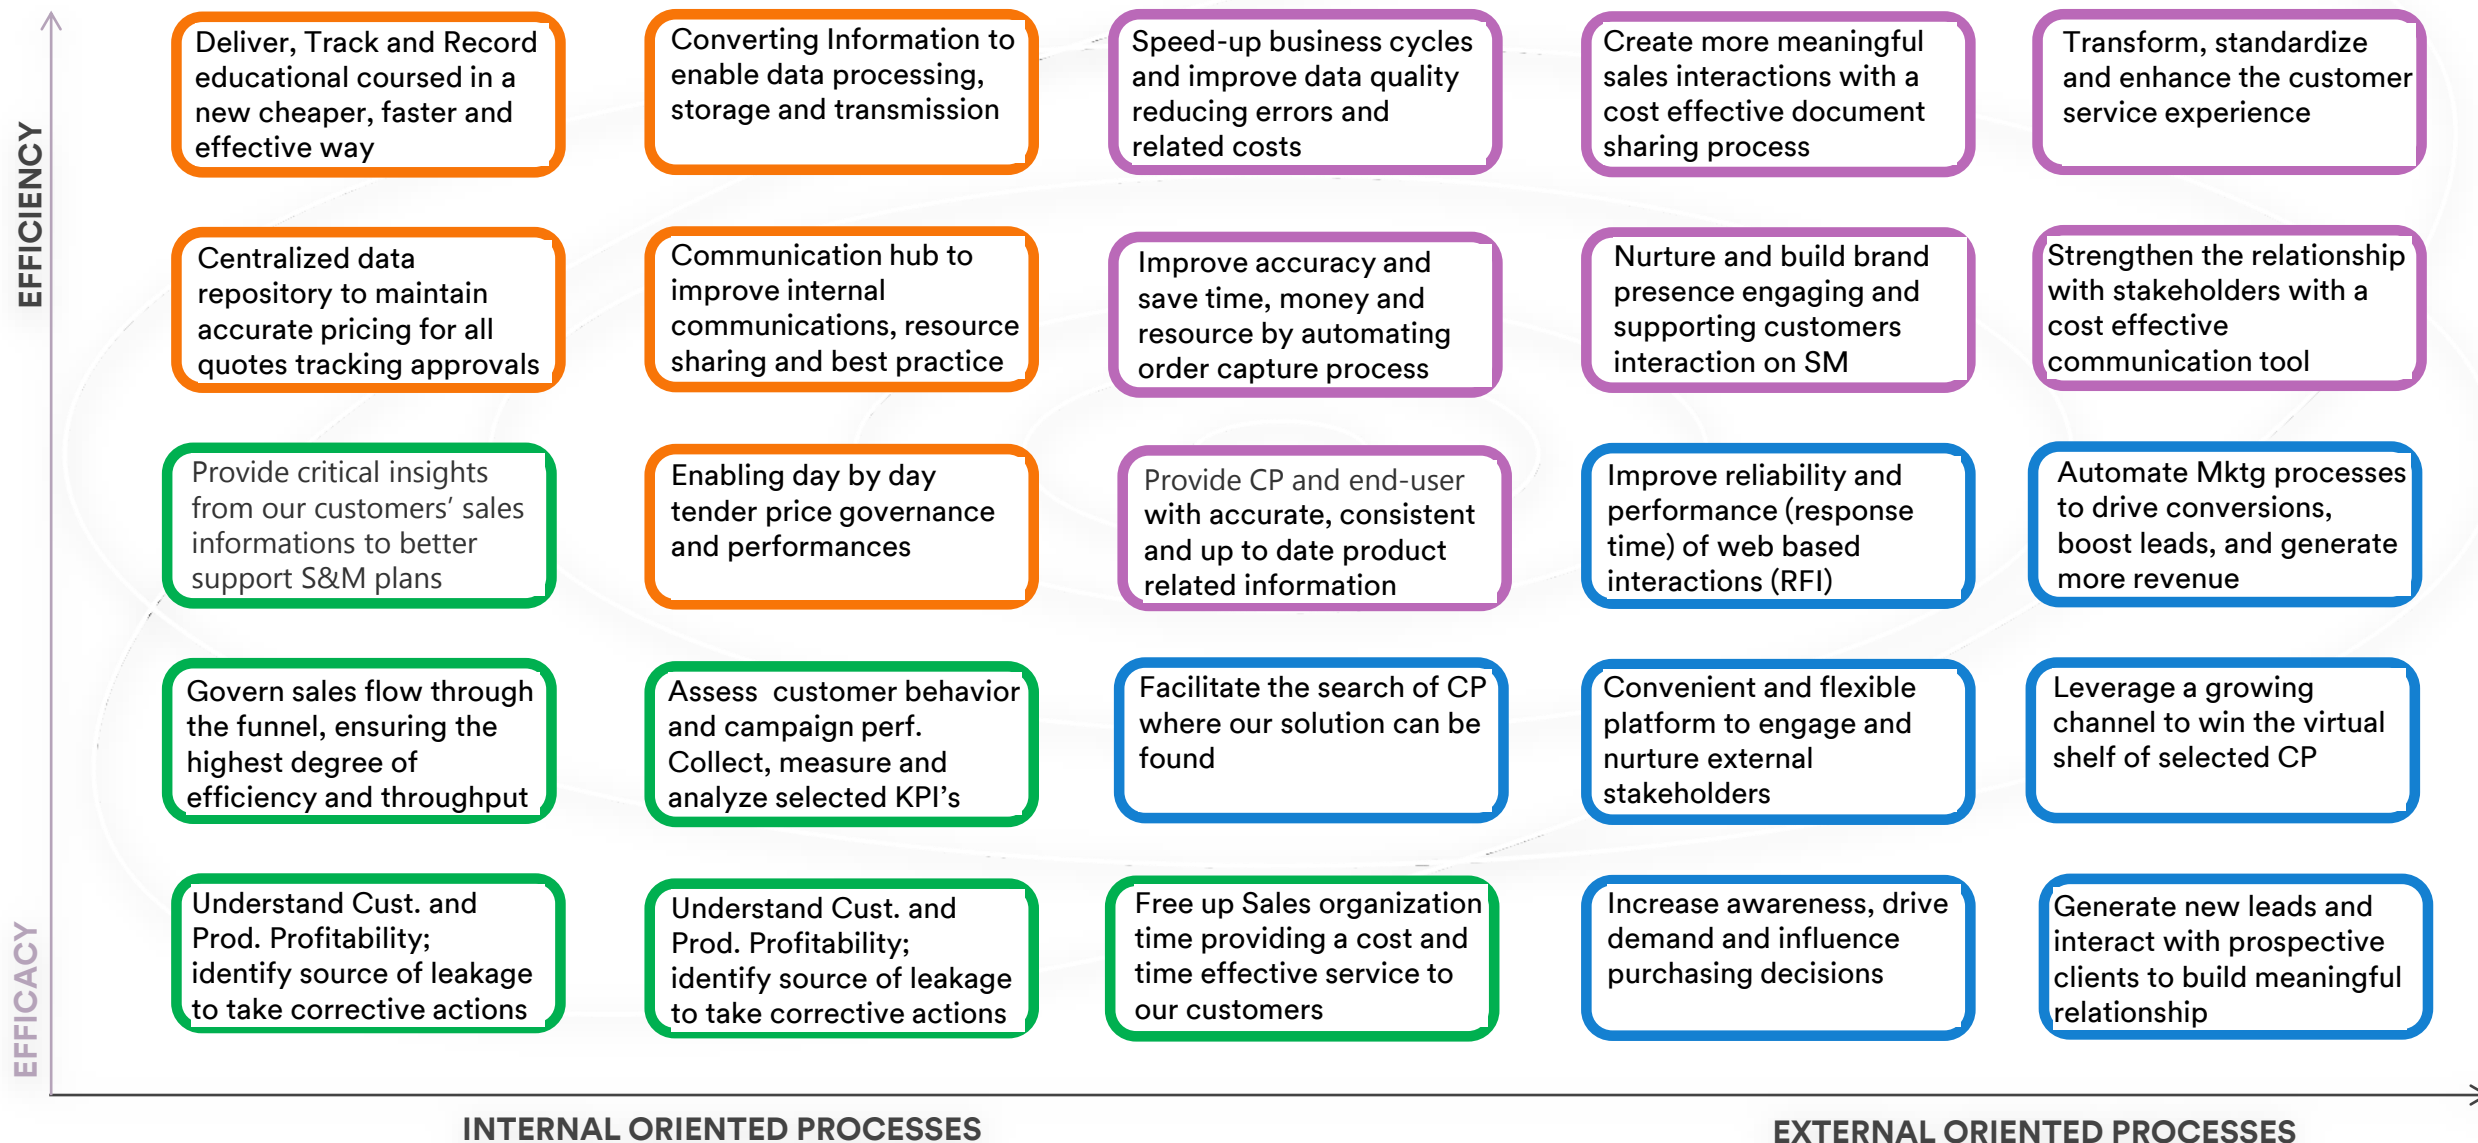 EFFICIENCY
Deliver, Track and Record
educational coursed in a
new cheaper, faster and
effective way
Converting Information to
enable data processing,
storage and transmission
Speed-up business cycles
and improve data quality
reducing errors and
related costs
Create more meaningful
sales interactions with a
cost effective document
sharing process
Transform, standardize
and enhance the customer
service experience
Centralized data
repository to maintain
accurate pricing for all
quotes tracking approvals
Communication hub to
improve internal
communications, resource
sharing and best practice
Improve accuracy and
save time, money and
resource by automating
order capture process
Nurture and build brand
presence engaging and
supporting customers
interaction on SM
Strengthen the relationship
with stakeholders with a
cost effective
communication tool
Provide critical insights
from our customers’ sales
informations to better
support S&M plans
Enabling day by day
tender price governance
and performances
Provide CP and end-user
with accurate, consistent
and up to date product
related information
Improve reliability and
performance (response
time) of web based
interactions (RFI)
Automate Mktg processes
to drive conversions,
boost leads, and generate
more revenue
Govern sales flow through
the funnel, ensuring the
highest degree of
efficiency and throughput
Assess customer behavior
and campaign perf.
Collect, measure and
analyze selected KPI’s
Facilitate the search of CP
where our solution can be
found
Convenient and flexible
platform to engage and
nurture external
stakeholders
Leverage a growing
channel to win the virtual
shelf of selected CP
EFFICACY
Understand Cust. and
Prod. Profitability;
identify source of leakage
to take corrective actions
Understand Cust. and
Prod. Profitability;
identify source of leakage
to take corrective actions
Free up Sales organization
time providing a cost and
time effective service to
our customers
Increase awareness, drive
demand and influence
purchasing decisions
Generate new leads and
interact with prospective
clients to build meaningful
relationship
INTERNAL ORIENTED PROCESSES
EXTERNAL ORIENTED PROCESSES